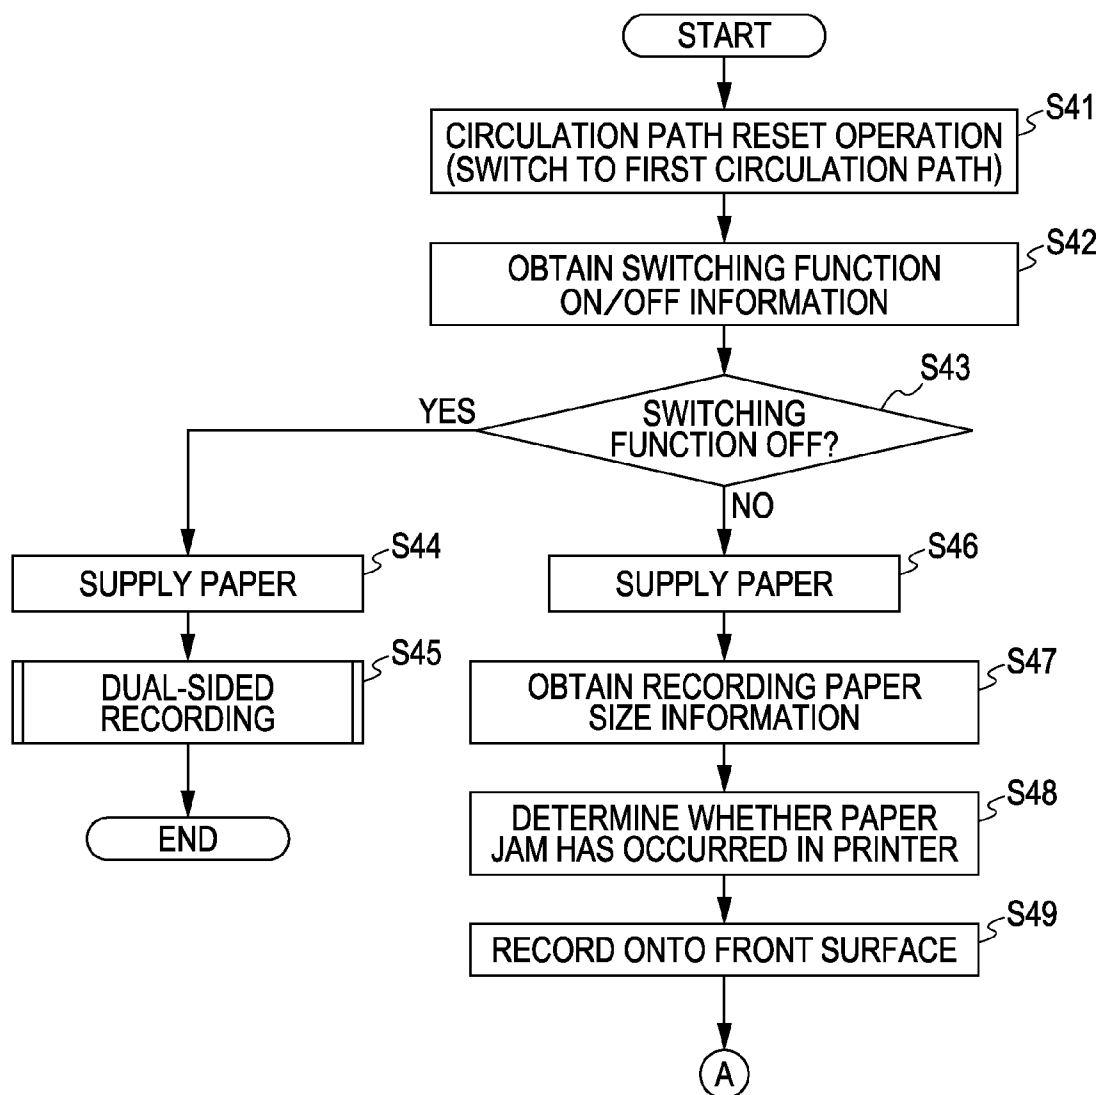 START
S41
CIRCULATION PATH RESET OPERATION
(SWITCH TO FIRST CIRCULATION PATH)
S42
OBTAIN SWITCHING FUNCTION
ON/OFF INFORMATION
S43
SWITCHING
FUNCTION OFF?
YES
NO
S44
SUPPLY PAPER
S45
DUAL-SIDED
RECORDING
END
S46
SUPPLY PAPER
S47
OBTAIN RECORDING PAPER
SIZE INFORMATION
S48
DETERMINE WHETHER PAPER
JAM HAS OCCURRED IN PRINTER
S49
RECORD ONTO FRONT SURFACE
A